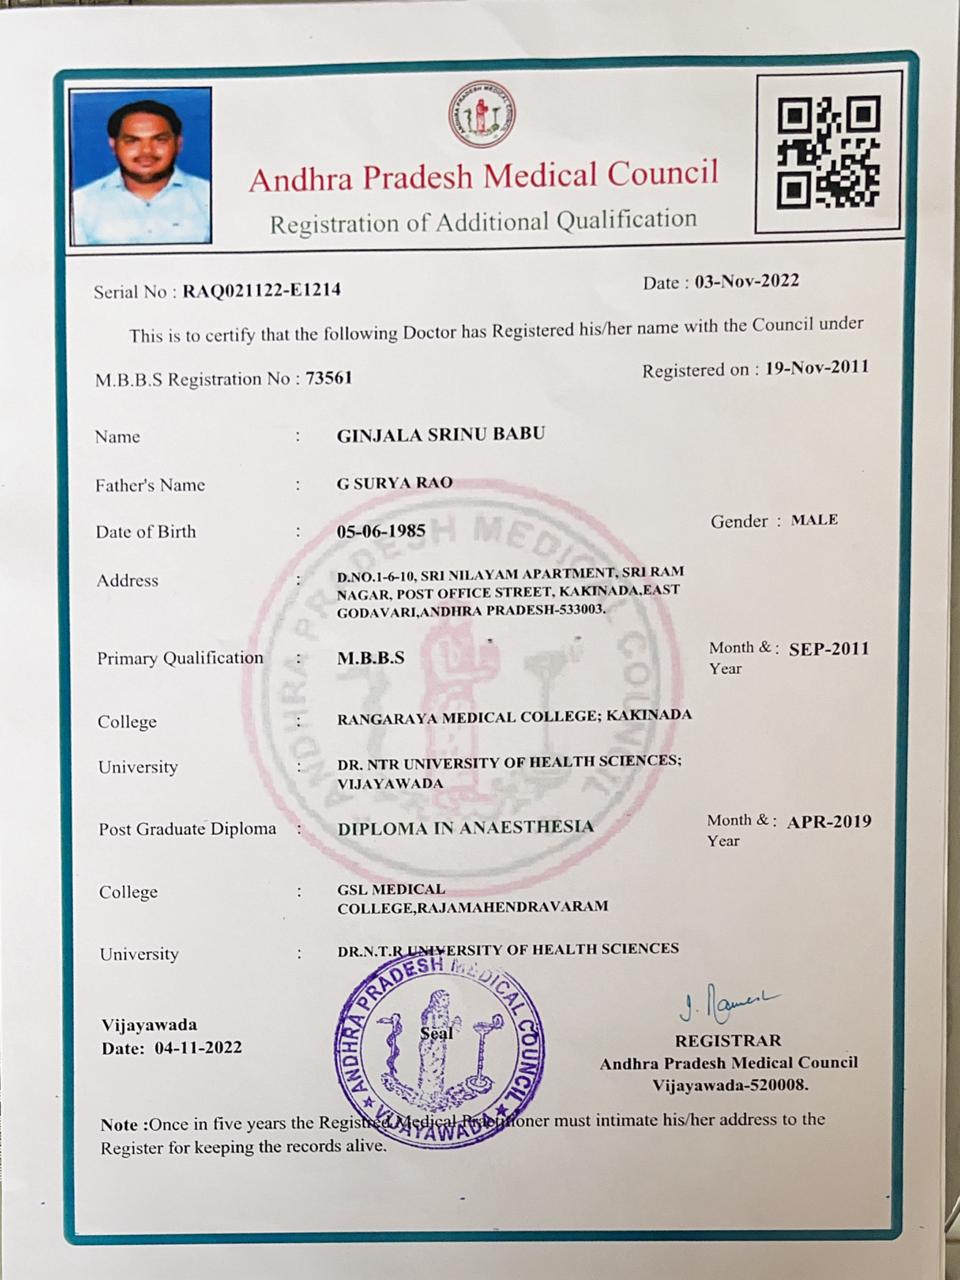 ANDHRA PRADESH MEDICAL COUNCIL
Andhra Pradesh Medical Council
Registration of Additional Qualification
Serial No : RAQ021122-E1214 Date : 03-Nov-2022
This is to certify that the following Doctor has Registered his/her name with the Council under
M.B.B.S Registration No : 73561 Registered on : 19-Nov-2011
Name : GINJALA SRINU BABU
Father's Name : G SURYA RAO
Date of Birth : 05-06-1985 Gender : MALE
Address : D.NO.1-6-10, SRI NILAYAM APARTMENT, SRI RAM
NAGAR, POST OFFICE STREET, KAKINADA,EAST
GODAVARI,ANDHRA PRADESH-533003.
Primary Qualification : M.B.B.S Month & : SEP-2011
Year
College : RANGARAYA MEDICAL COLLEGE; KAKINADA
University : DR. NTR UNIVERSITY OF HEALTH SCIENCES;
VIJAYAWADA
Post Graduate Diploma : DIPLOMA IN ANAESTHESIA Month & : APR-2019
Year
College : GSL MEDICAL
COLLEGE,RAJAMAHENDRAVARAM
University : DR.N.T.R UNIVERSITY OF HEALTH SCIENCES
ANDHRA PRADESH MEDICAL COUNCIL
ANDHRA PRADESH MEDICAL COUNCIL
VIJAYAWADA
Seal
Vijayawada
Date: 04-11-2022
REGISTRAR
Andhra Pradesh Medical Council
Vijayawada-520008.
Note :Once in five years the Registred Medical Practitioner must intimate his/her address to the
Register for keeping the records alive.